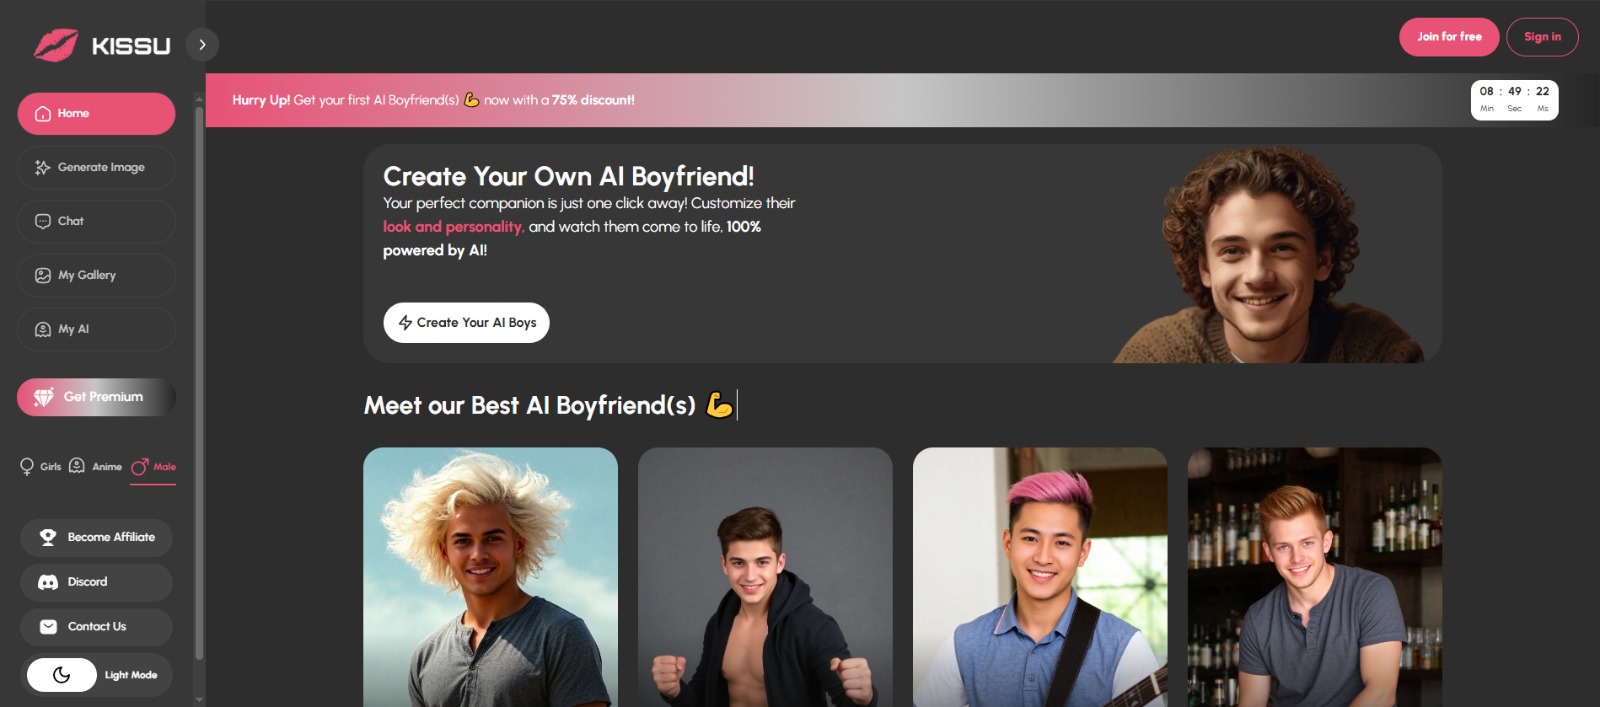 KISSU
Join for free
Sign in
Hurry Up! Get your first AI Boyfriend(s) 💪 now with a 75% discount!
08 : 49 : 22
Min Sec Ms
Home
Generate Image
Chat
My Gallery
My AI
Get Premium
Girls Anime Male
Become Affiliate
Discord
Contact Us
Light Mode
Create Your Own AI Boyfriend!
Your perfect companion is just one click away! Customize their
look and personality, and watch them come to life, 100%
powered by AI!
Create Your AI Boys
Meet our Best AI Boyfriend(s) 💪